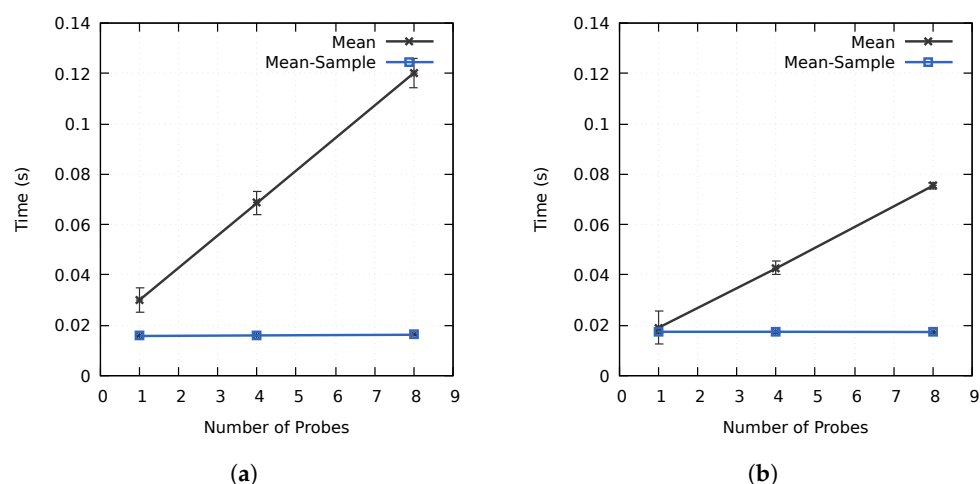 0.14
0.12
0.1
0.08
0.06
0.04
0.02
0
Time (s)
Mean
Mean-Sample
0 1 2 3 4 5 6 7 8 9
Number of Probes
(a)
0.14
0.12
0.1
0.08
0.06
0.04
0.02
0
Time (s)
Mean
Mean-Sample
0 1 2 3 4 5 6 7 8 9
Number of Probes
(b)